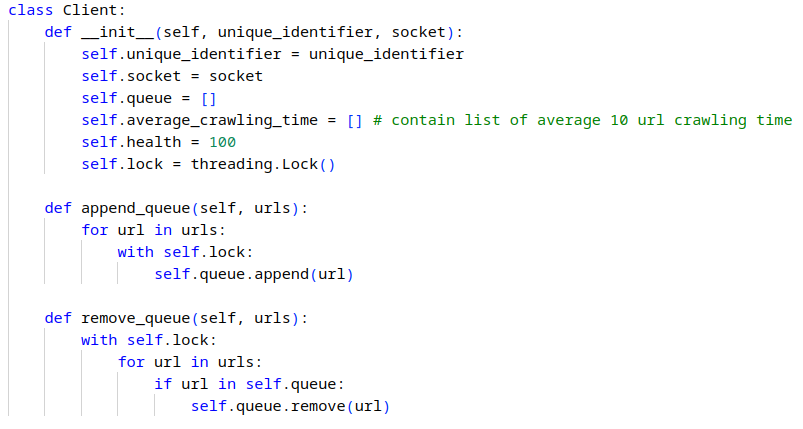 class Client:
    def __init__(self, unique_identifier, socket):
        self.unique_identifier = unique_identifier
        self.socket = socket
        self.queue = []
        self.average_crawling_time = [] # contain list of average 10 url crawling time
        self.health = 100
        self.lock = threading.Lock()

    def append_queue(self, urls):
        for url in urls:
            with self.lock:
                self.queue.append(url)

    def remove_queue(self, urls):
        with self.lock:
            for url in urls:
                if url in self.queue:
                    self.queue.remove(url)